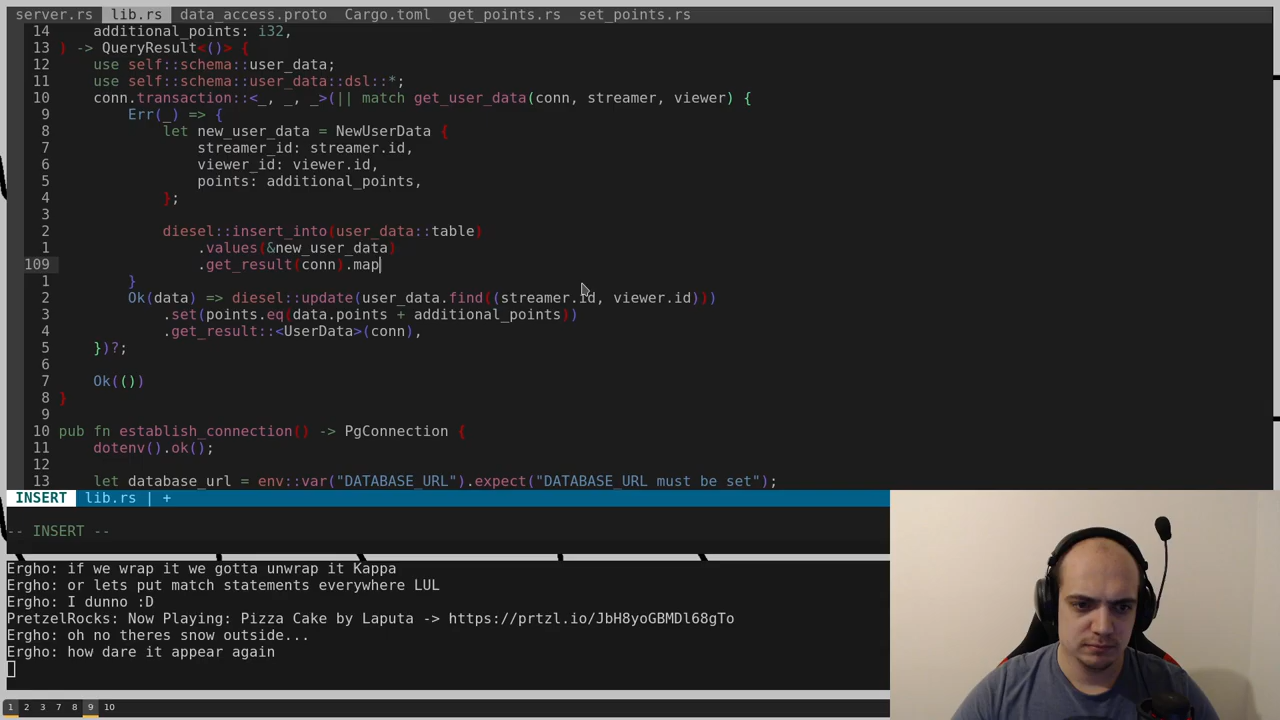 server.rs lib.rs data_access.proto Cargo.toml get_points.rs set_points.rs
14 additional_points: i32,
13 ) -> QueryResult<()> {
12 use self::schema::user_data;
11 use self::schema::user_data::dsl::*;
10 conn.transaction::<_, _, _>(|| match get_user_data(conn, streamer, viewer) {
9 Err(_) => {
8 let new_user_data = NewUserData {
7 streamer_id: streamer.id,
6 viewer_id: viewer.id,
5 points: additional_points,
4 };
3
2 diesel::insert_into(user_data::table)
1 .values(&new_user_data)
109 .get_result(conn).map
1 }
2 Ok(data) => diesel::update(user_data.find((streamer.id, viewer.id)))
3 .set(points.eq(data.points + additional_points))
4 .get_result::<UserData>(conn),
5 })?;
6
7 Ok(())
8 }
9
10 pub fn establish_connection() -> PgConnection {
11 dotenv().ok();
12
13 let database_url = env::var("DATABASE_URL").expect("DATABASE_URL must be set");
INSERT lib.rs | +
-- INSERT --
Ergho: if we wrap it we gotta unwrap it Kappa
Ergho: or lets put match statements everywhere LUL
Ergho: I dunno :D
PretzelRocks: Now Playing: Pizza Cake by Laputa -> https://prtzl.io/JbH8yoGBMDl68gTo
Ergho: oh no theres snow outside...
Ergho: how dare it appear again
1 2 3 7 8 9 10